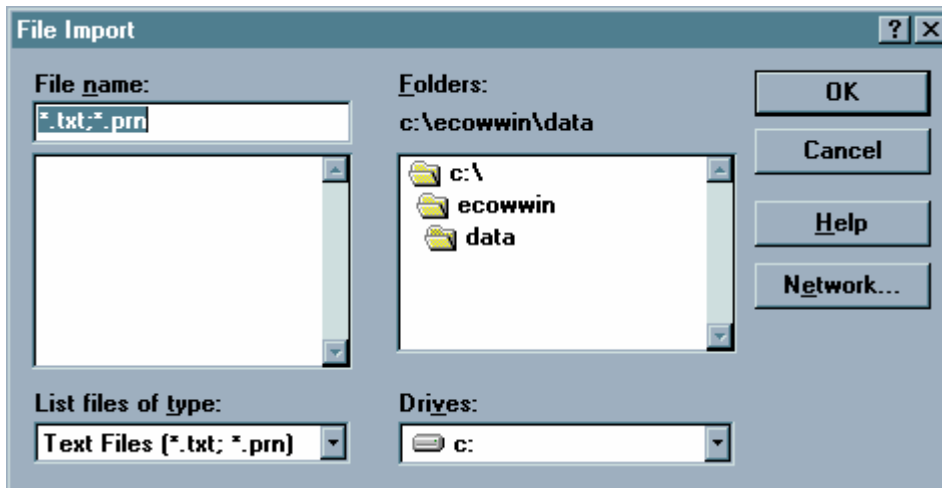 File Import
File name:
*.txt;*.prn
Folders:
c:\ecowwin\data
c:\
ecowwin
data
OK
Cancel
Help
Network...
List files of type:
Text Files (*.txt; *.prn)
Drives:
c: